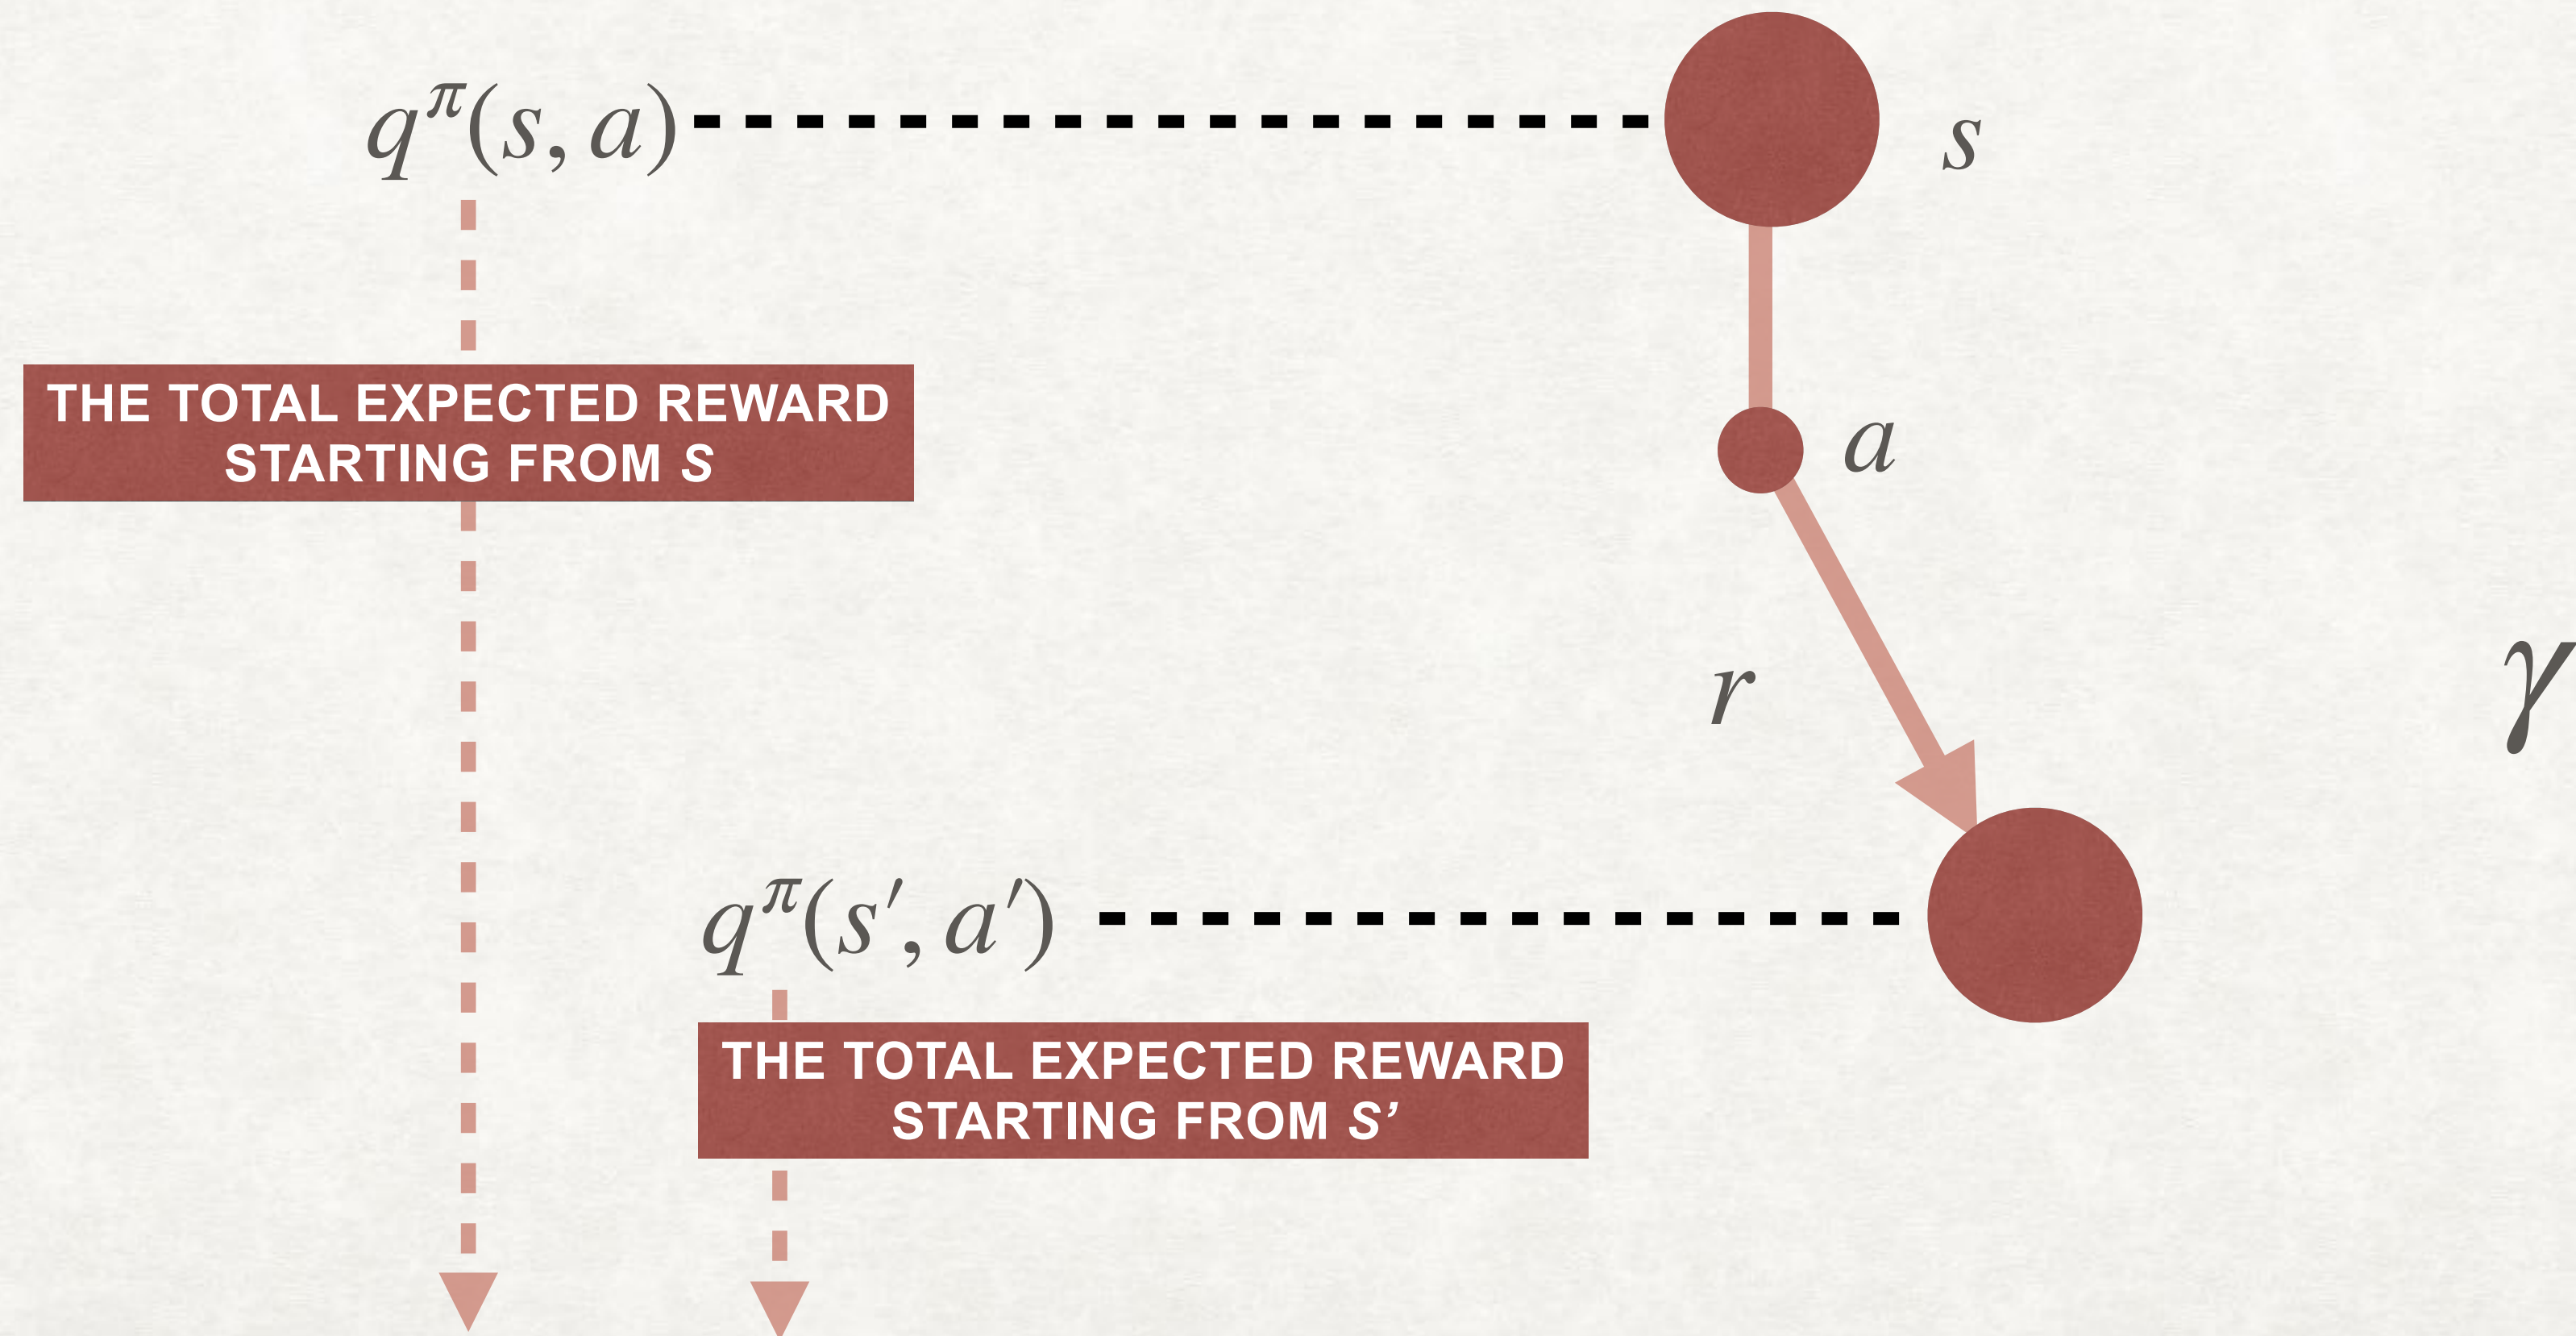 q^π(s, a)
s
THE TOTAL EXPECTED REWARD
STARTING FROM S
a
r
γ
q^π(s′, a′)
THE TOTAL EXPECTED REWARD
STARTING FROM S’